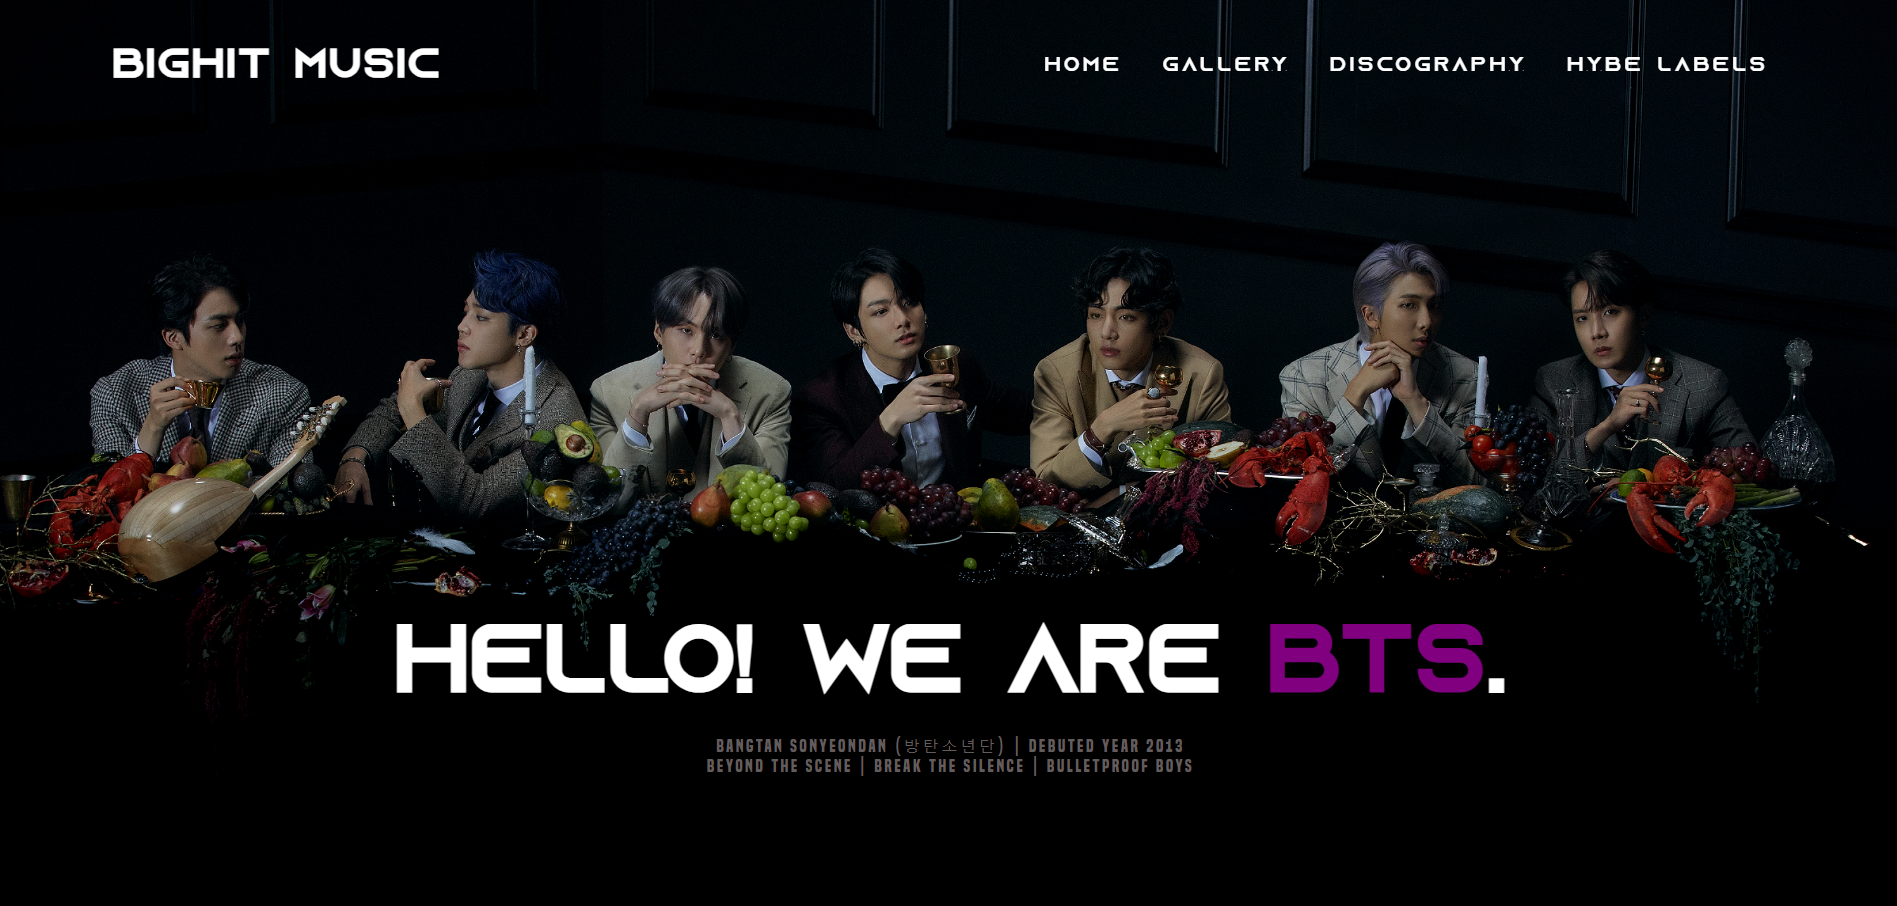 BIGHIT MUSIC
HOME GALLERY DISCOGRAPHY HYBE LABELS
HELLO! WE ARE BTS.
BANGTAN SONYEONDAN (방탄소년단) | DEBUTED YEAR 2013
BEYOND THE SCENE | BREAK THE SILENCE | BULLETPROOF BOYS